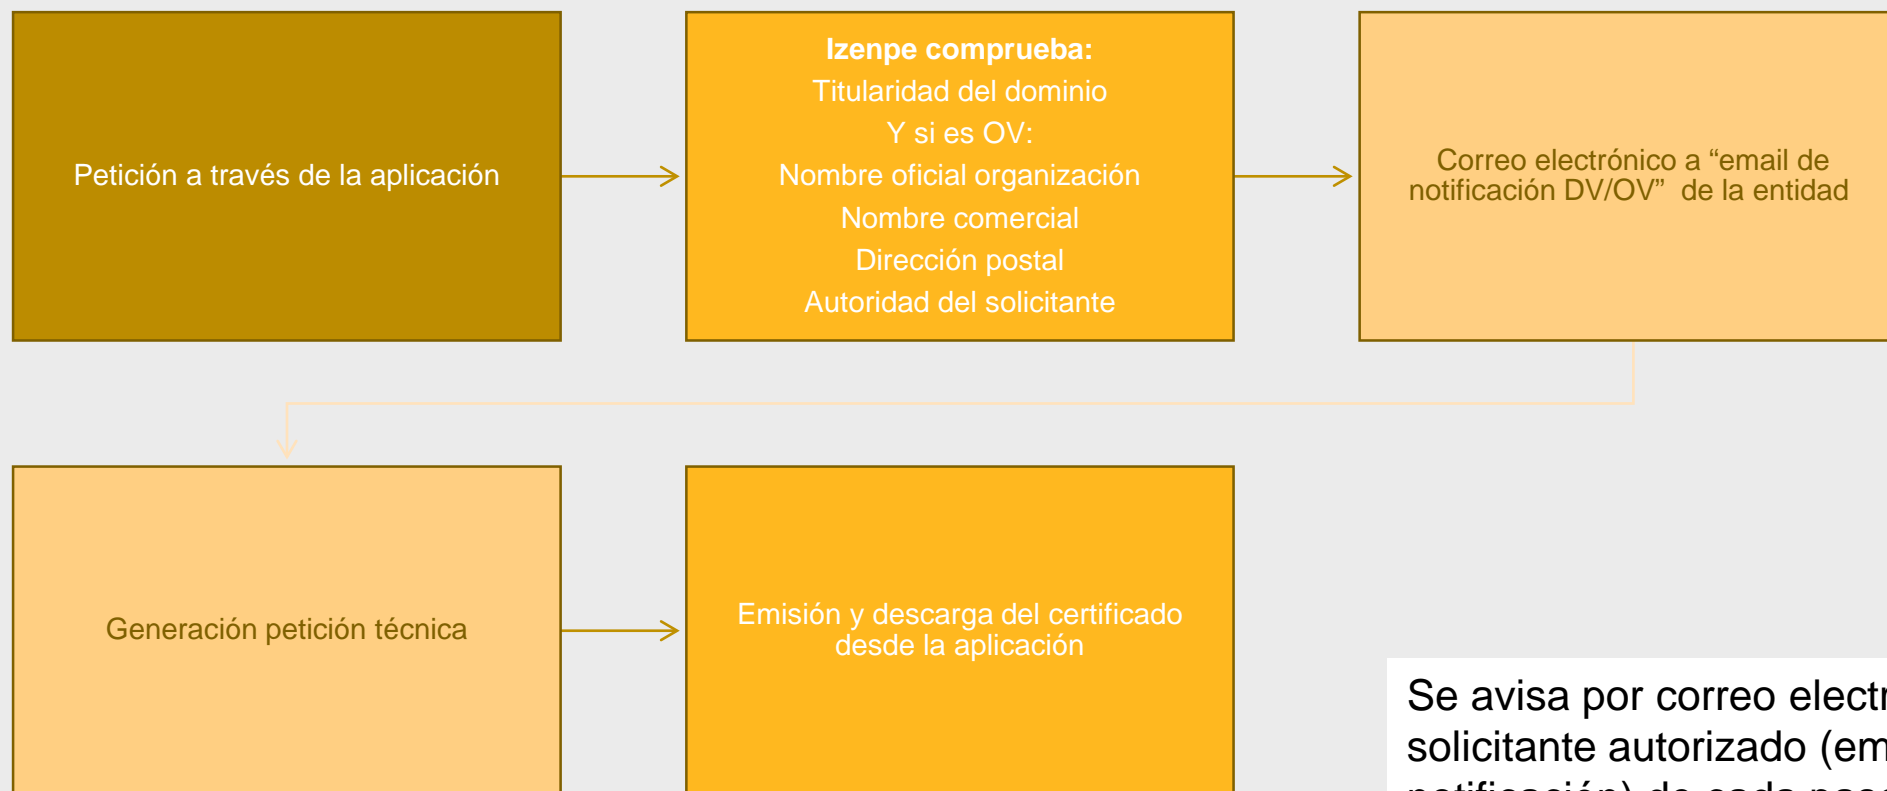 Petición a través de la aplicación
Izenpe comprueba:
Titularidad del dominio
Y si es OV:
Nombre oficial organización
Nombre comercial
Dirección postal
Autoridad del solicitante
Correo electrónico a “email de
notificación DV/OV”  de la entidad
Generación petición técnica
Emisión y descarga del certificado
desde la aplicación
Se avisa por correo
solicitante autorizado
de cada